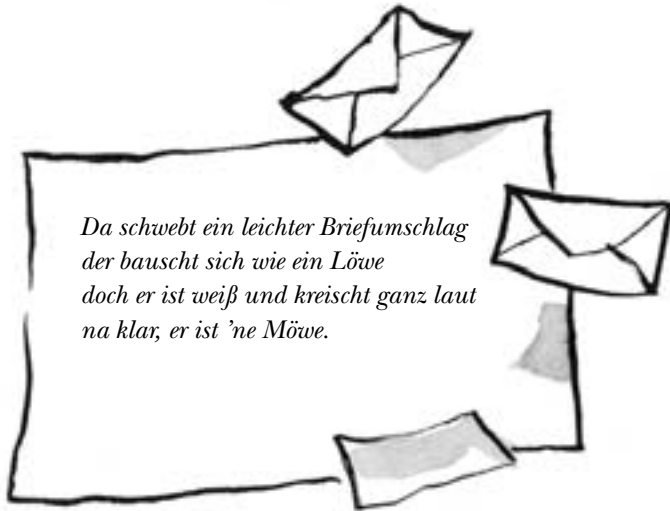 Da schwebt ein leichter Briefumschlag
der bauscht sich wie ein Löwe
doch er ist weiß und kreischt ganz laut
na klar, er ist ’ne Möwe.